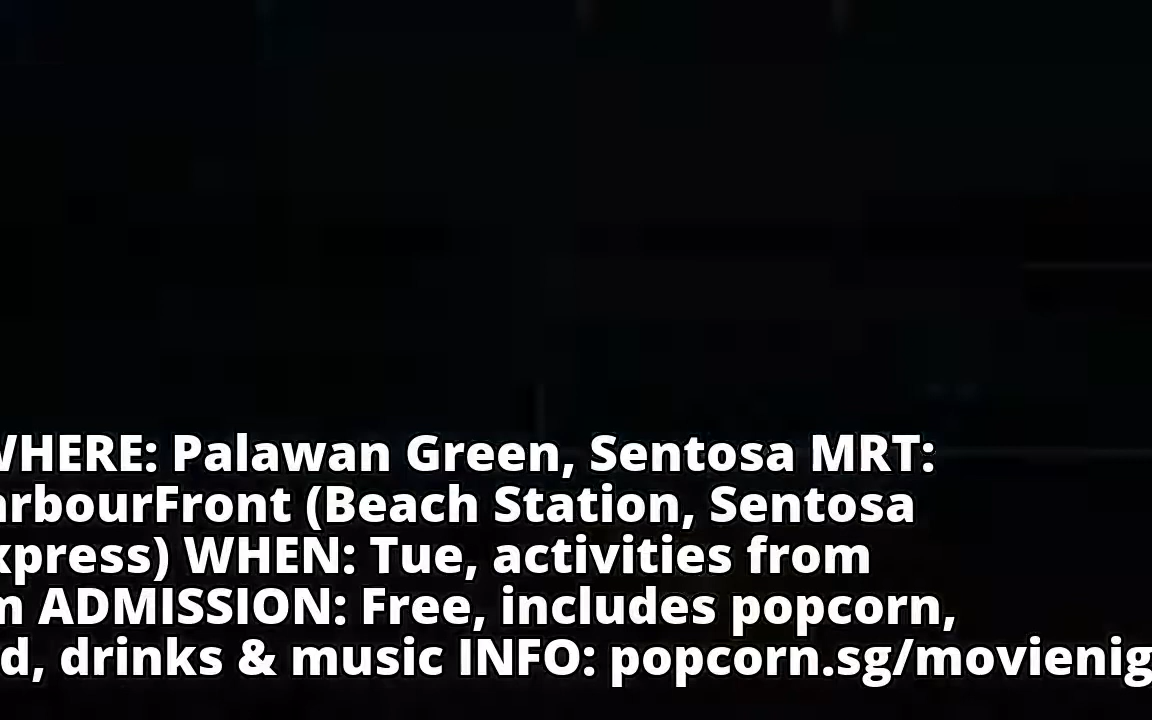 WHERE: Palawan Green, Sentosa MRT:
arbourFront (Beach Station, Sentosa
xpress) WHEN: Tue, activities from
m ADMISSION: Free, includes popcorn,
d, drinks & music INFO: popcorn.sg/movienig